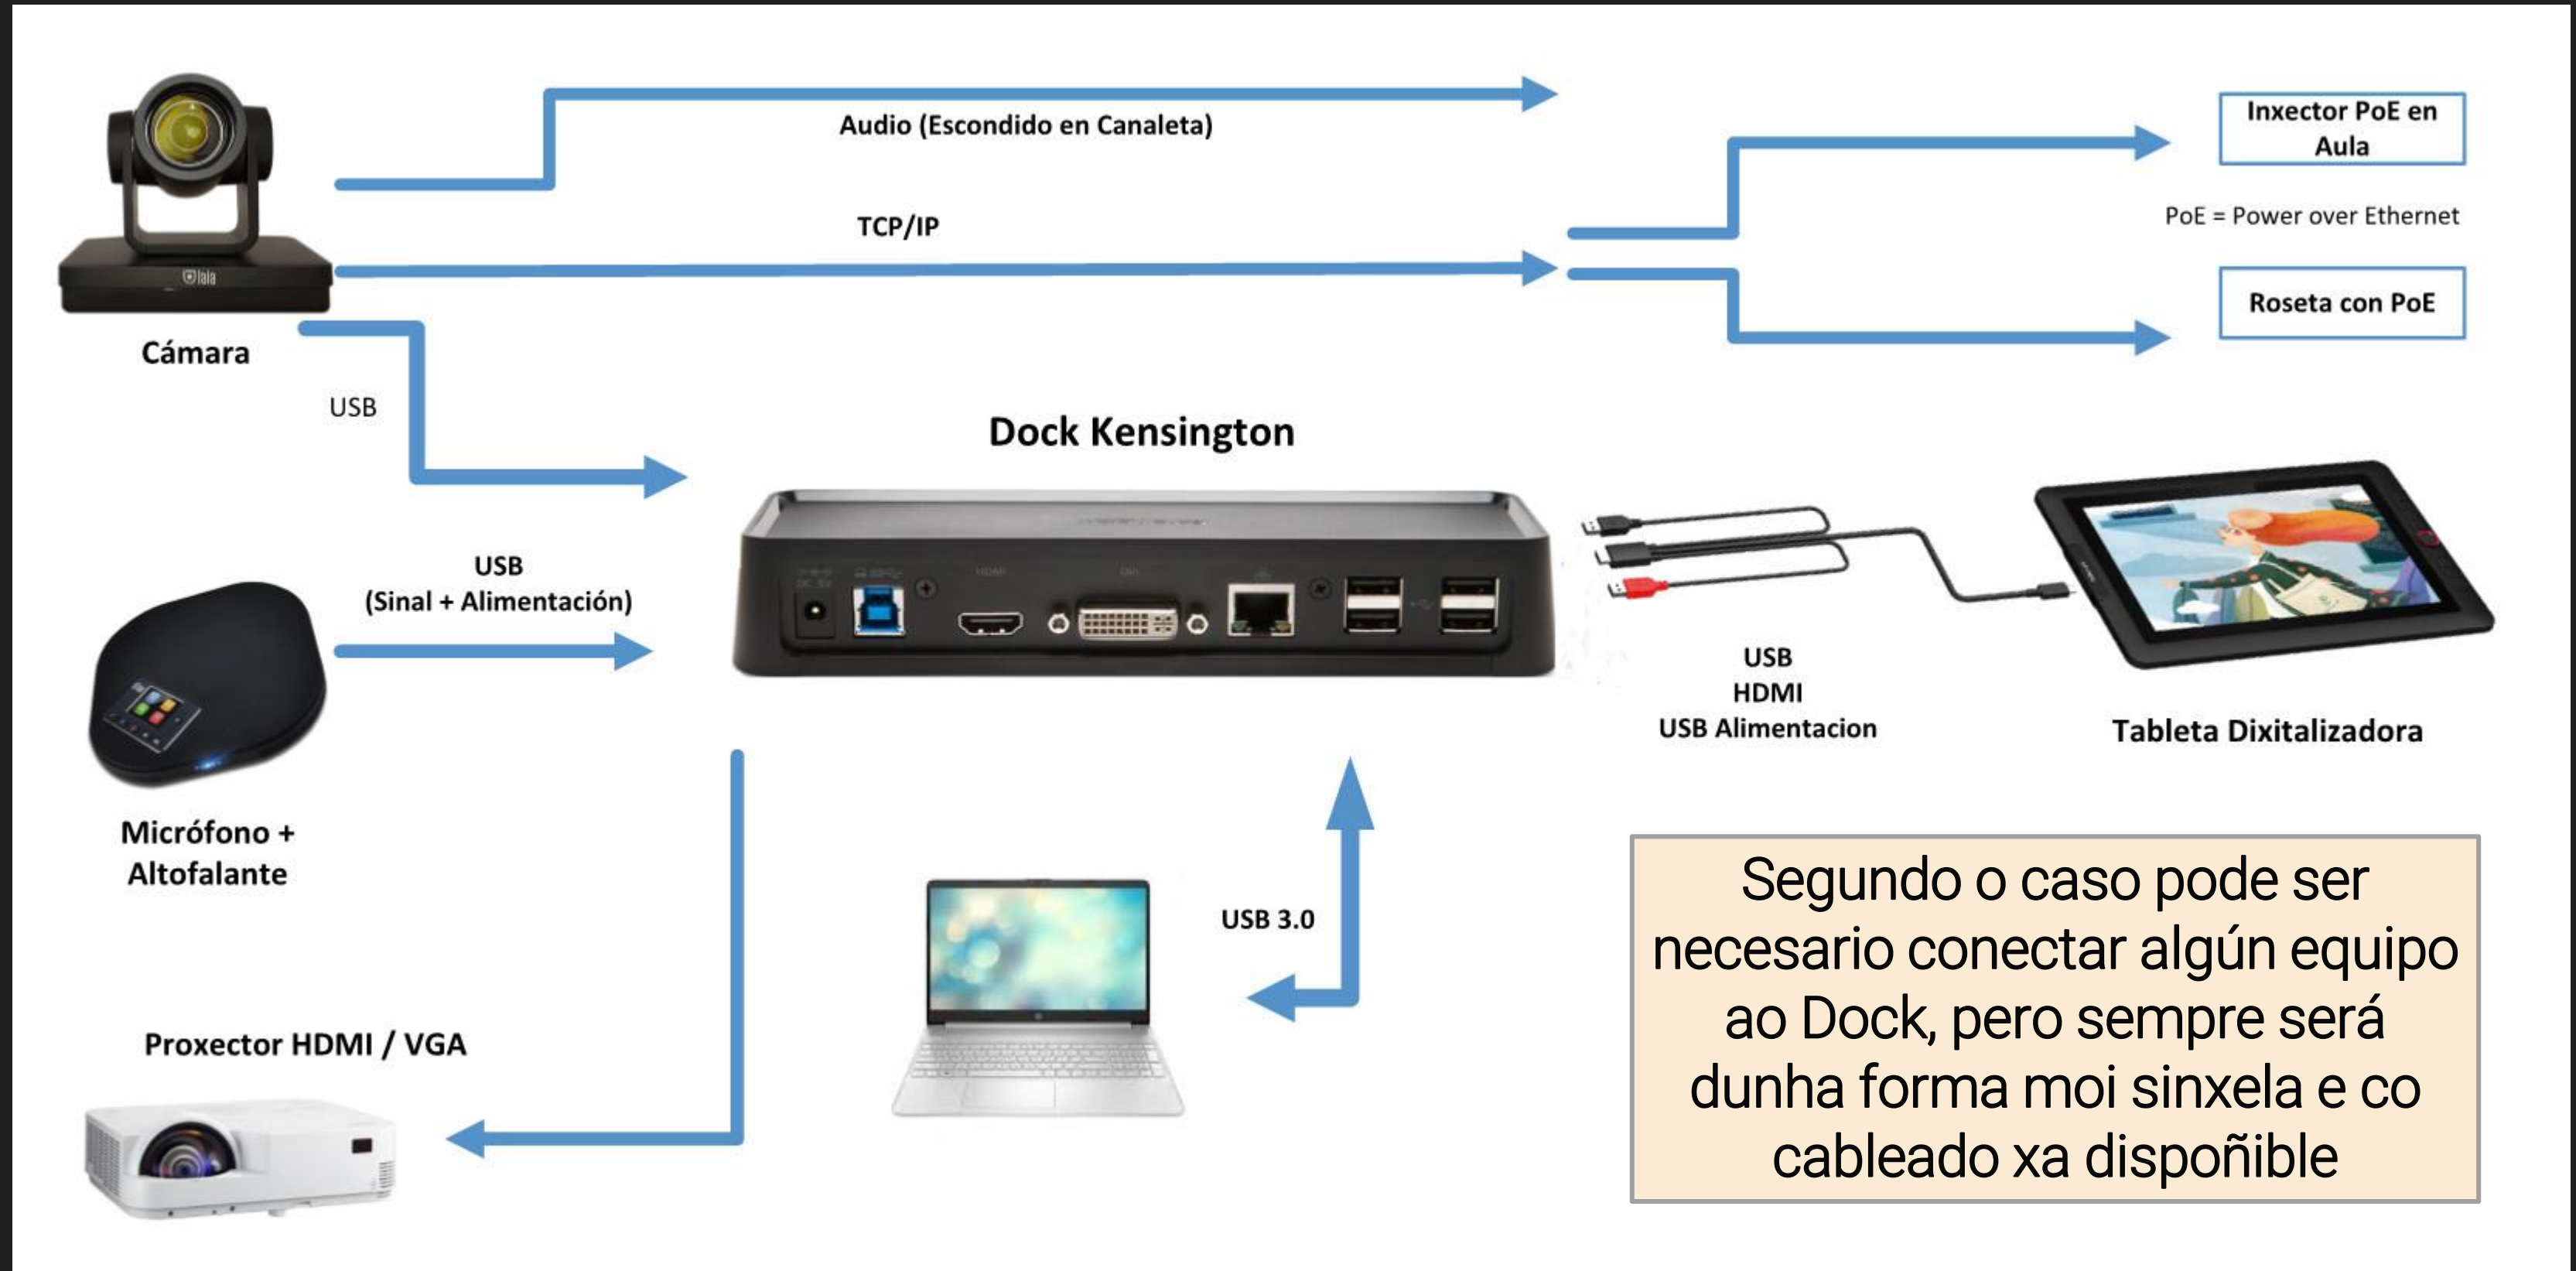 Audio (Escondido en Canaleta)
Inxector PoE en
Aula
TCP/IP
PoE = Power over Ethernet
Roseta con PoE
Cámara
USB
Dock Kensington
USB
(Sinal + Alimentación)
HDMI
DVI
USB
HDMI
USB Alimentacion
Tableta Dixitalizadora
Micrófono +
Altofalante
USB 3.0
Proxector HDMI / VGA
Segundo o caso pode ser
necesario conectar algún equipo
ao Dock, pero sempre será
dunha forma moi sinxela e co
cableado xa dispoñible